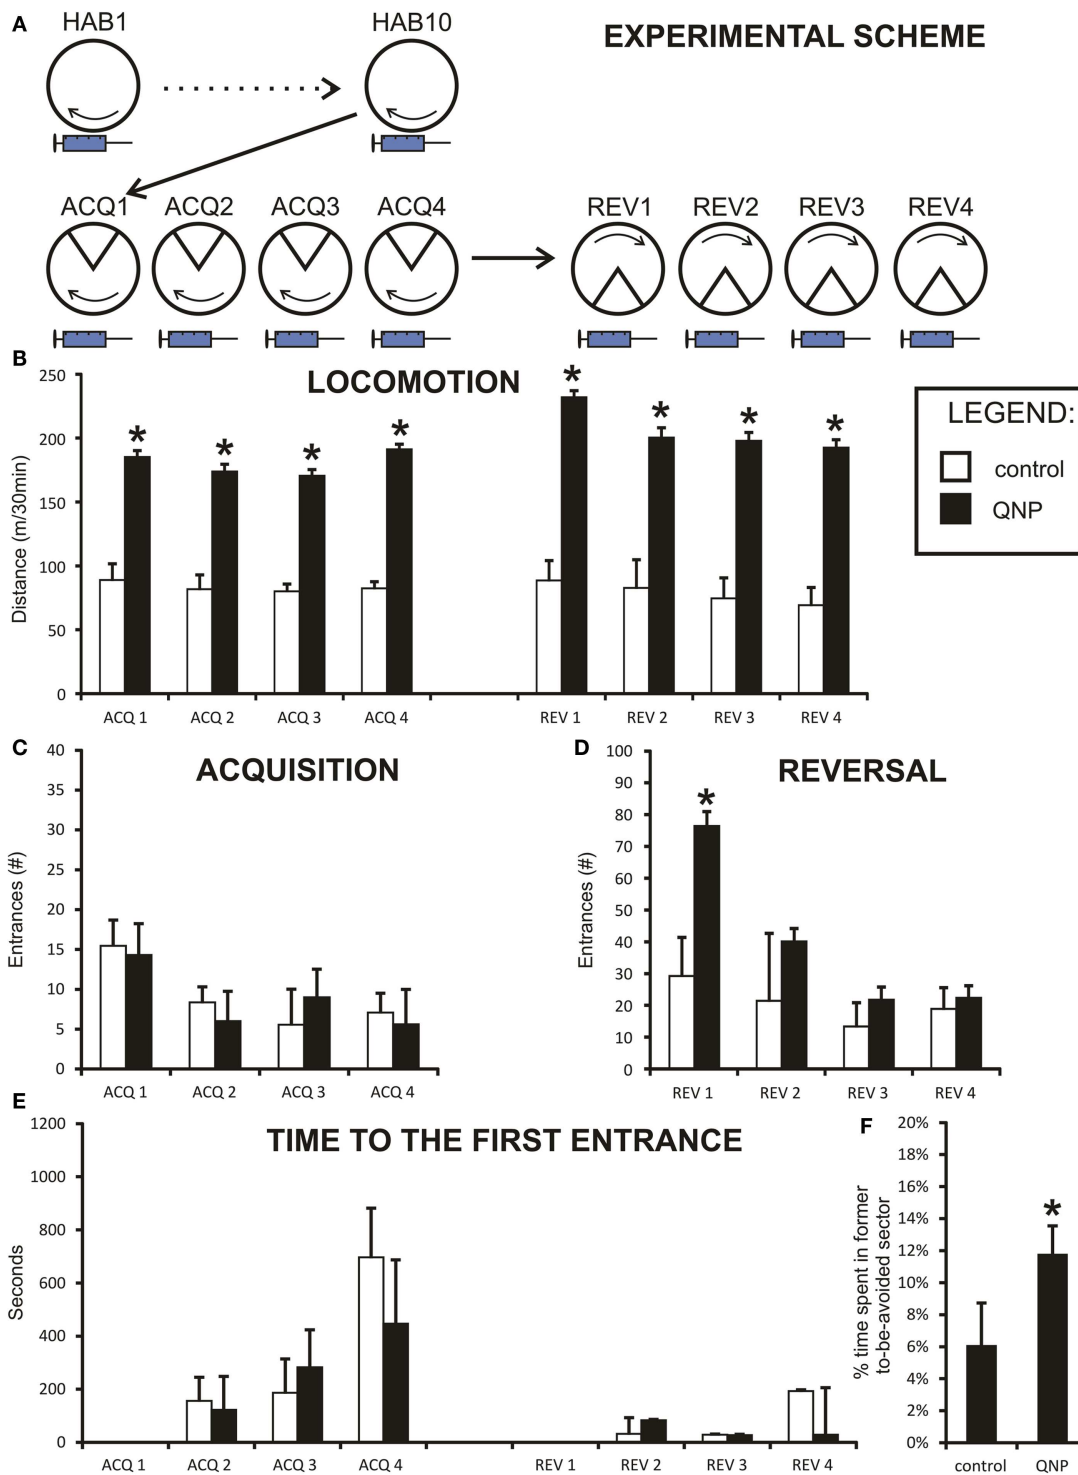 A
HAB1
HAB10
EXPERIMENTAL SCHEME
ACQ1
ACQ2
ACQ3
ACQ4
REV1
REV2
REV3
REV4
B
LOCOMOTION
Distance (m/30min)
250
200
150
100
50
0
* * * * * * * *
ACQ 1
ACQ 2
ACQ 3
ACQ 4
REV 1
REV 2
REV 3
REV 4
LEGEND:
control
QNP
C
ACQUISITION
Entrances (#)
40
35
30
25
20
15
10
5
0
ACQ 1
ACQ 2
ACQ 3
ACQ 4
D
REVERSAL
Entrances (#)
100
90
80
70
60
50
40
30
20
10
0
*
REV 1
REV 2
REV 3
REV 4
E
TIME TO THE FIRST ENTRANCE
Seconds
1200
1000
800
600
400
200
0
ACQ 1
ACQ 2
ACQ 3
ACQ 4
REV 1
REV 2
REV 3
REV 4
F
% time spent in former
to-be-avoided sector
20%
18%
16%
14%
12%
10%
8%
6%
4%
2%
0%
*
control
QNP